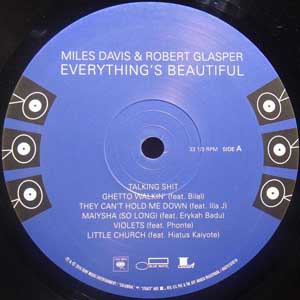 MILES DAVIS & ROBERT GLASPER
EVERYTHING'S BEAUTIFUL
33 1/3 RPM SIDE A
TALKING SHIT
GHETTO WALKIN' (feat. Bilal)
THEY CAN'T HOLD ME DOWN (feat. Illa J)
MAIYSHA (SO LONG) (feat. Erykah Badu)
VIOLETS (feat. Phonte)
LITTLE CHURCH (feat. Hiatus Kaiyote)
BLUE NOTE